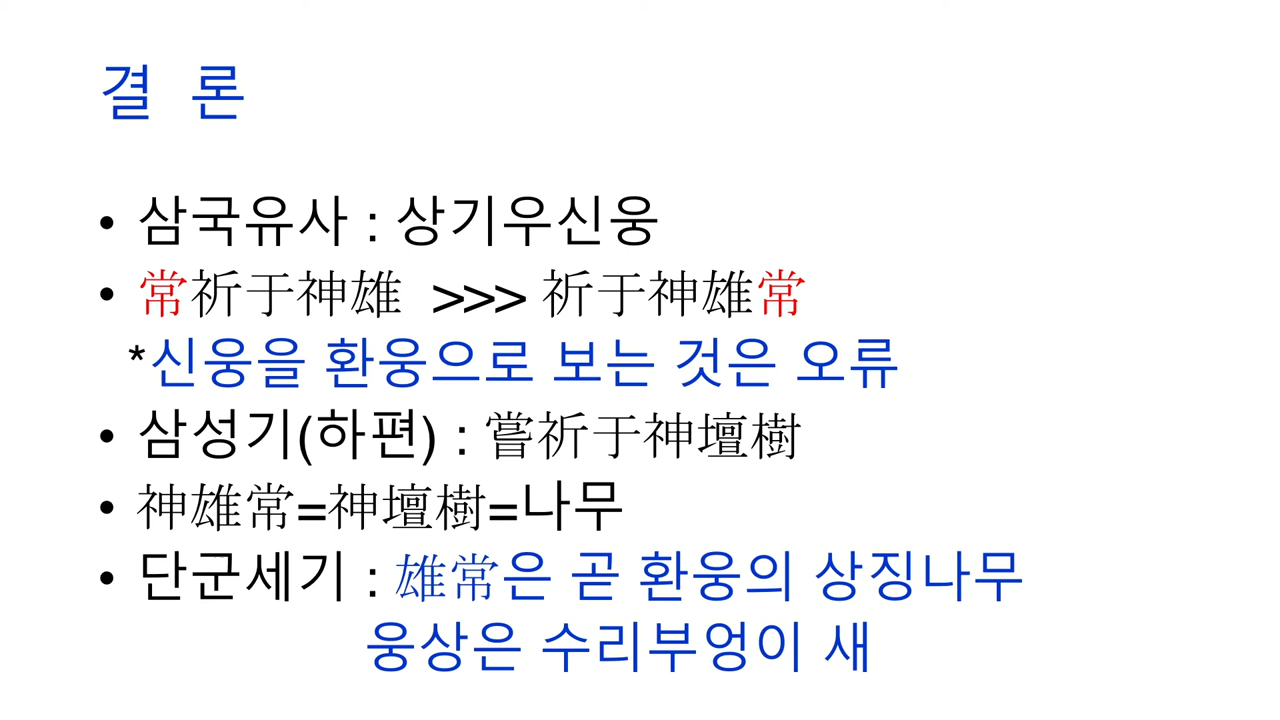 결 론
• 삼국유사 : 상기우신웅
• 常祈于神雄 >>> 祈于神雄常
*신웅을 환웅으로 보는 것은 오류
• 삼성기(하편) : 嘗祈于神壇樹
• 神雄常=神壇樹=나무
• 단군세기 : 雄常은 곧 환웅의 상징나무
웅상은 수리부엉이 새